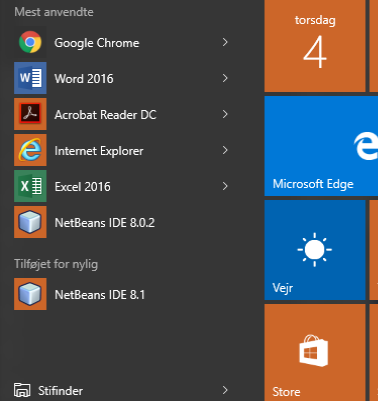 Mest anvendte
Google Chrome
Word 2016
Acrobat Reader DC
Internet Explorer
Excel 2016
NetBeans IDE 8.0.2
Tilføjet for nylig
NetBeans IDE 8.1
Stifinder
torsdag
4
Microsoft Edge
Vejr
Store